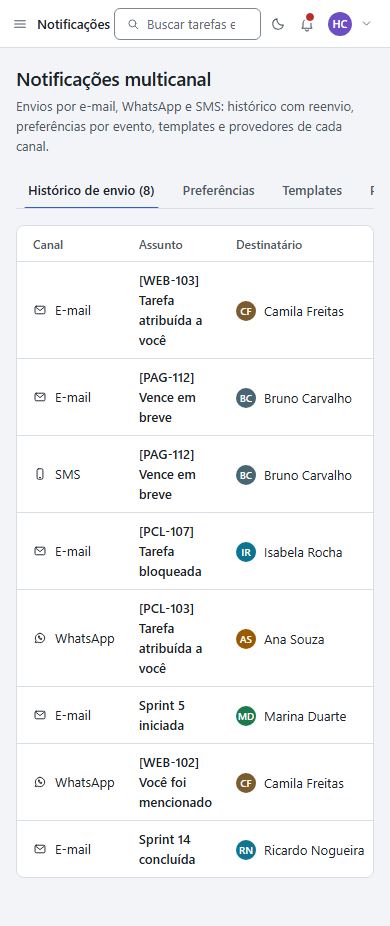 Notificações
Buscar tarefas e
HC
Notificações multicanal
Envios por e-mail, WhatsApp e SMS: histórico com reenvio,
preferências por evento, templates e provedores de cada
canal.
Histórico de envio (8) Preferências Templates
Canal Assunto Destinatário
[WEB-103]
Tarefa
atribuída a
você
E-mail
CF Camila Freitas
[PAG-112]
Vence em
breve
E-mail
BC Bruno Carvalho
[PAG-112]
Vence em
breve
SMS
BC Bruno Carvalho
[PCL-107]
Tarefa
bloqueada
E-mail
IR Isabela Rocha
[PCL-103]
Tarefa
atribuída a
você
WhatsApp
AS Ana Souza
Sprint 5
iniciada
E-mail
MD Marina Duarte
[WEB-102]
Você foi
mencionado
WhatsApp
CF Camila Freitas
Sprint 14
concluída
E-mail
RN Ricardo Nogueira